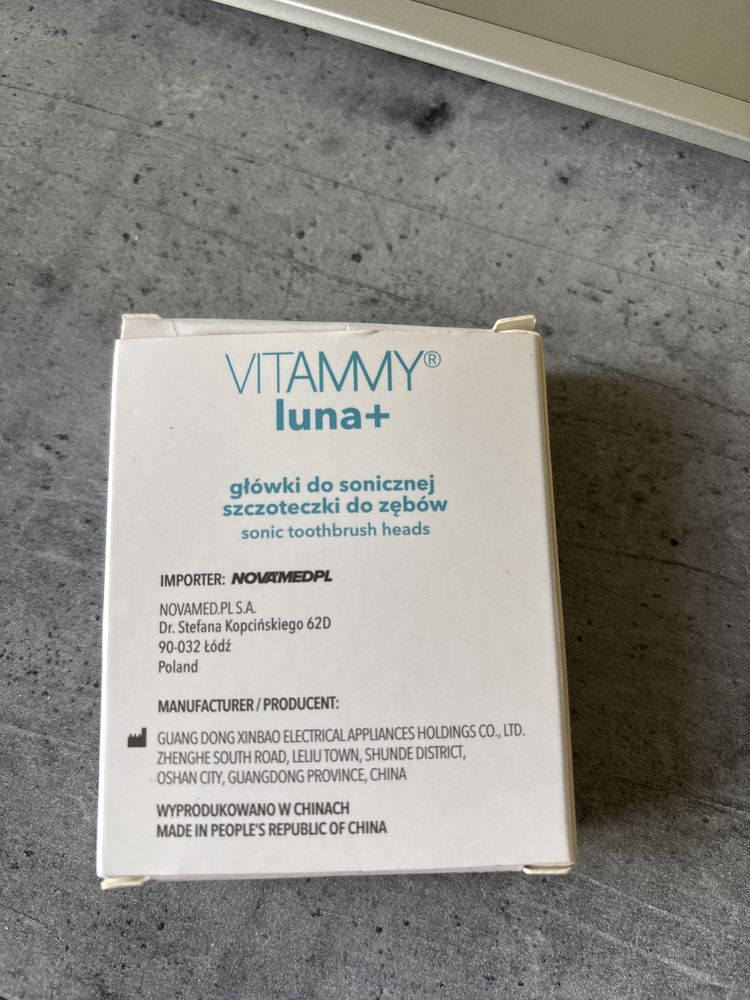 VITAMMY®
luna+
główki do sonicznej
szczoteczki do zębów
sonic toothbrush heads
IMPORTER: NOVAMEDPL
NOVAMED.PL S.A.
Dr. Stefana Kopcińskiego 62D
90-032 Łódź
Poland
MANUFACTURER / PRODUCENT:
GUANG DONG XINBAO ELECTRICAL APPLIANCES HOLDINGS CO., LTD.
ZHENGHE SOUTH ROAD, LELIU TOWN, SHUNDE DISTRICT,
OSHAN CITY, GUANGDONG PROVINCE, CHINA
WYPRODUKOWANO W CHINACH
MADE IN PEOPLE'S REPUBLIC OF CHINA